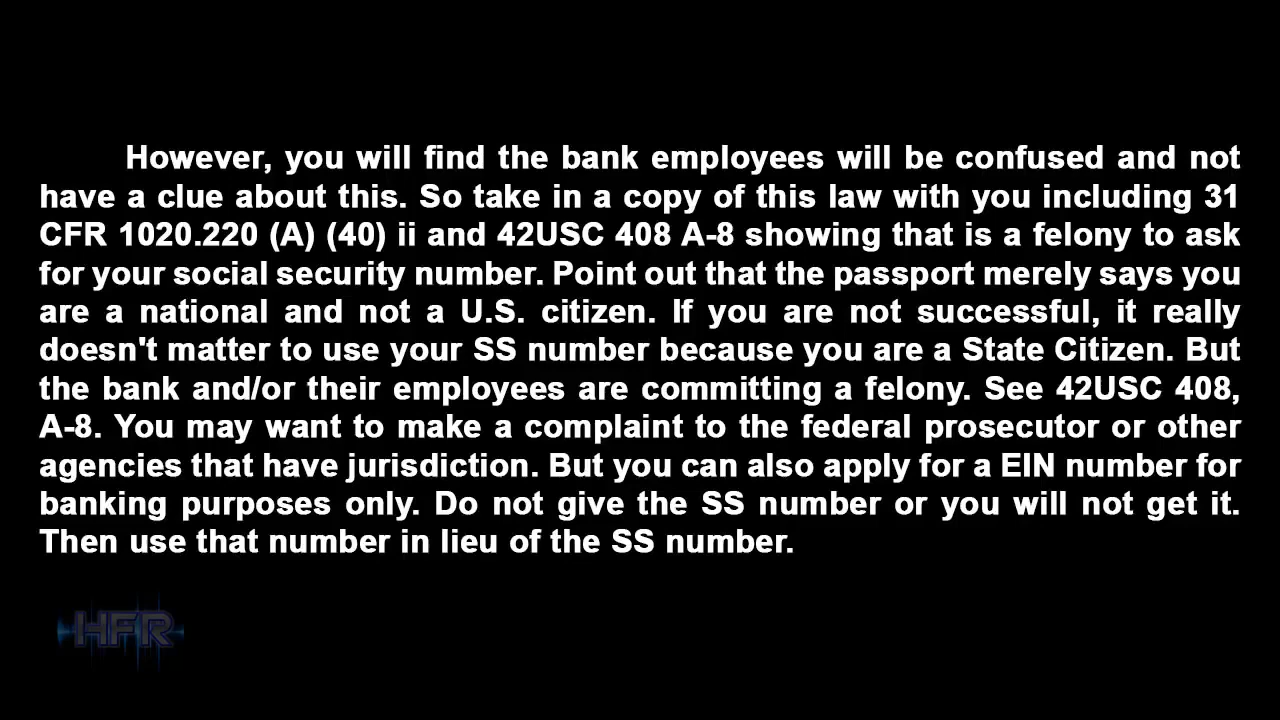 However, you will find the bank employees will be confused and not
have a clue about this. So take in a copy of this law with you including 31
CFR 1020.220 (A) (40) ii and 42USC 408 A-8 showing that is a felony to ask
for your social security number. Point out that the passport merely says you
are a national and not a U.S. citizen. If you are not successful, it really
doesn't matter to use your SS number because you are a State Citizen. But
the bank and/or their employees are committing a felony. See 42USC 408,
A-8. You may want to make a complaint to the federal prosecutor or other
agencies that have jurisdiction. But you can also apply for a EIN number for
banking purposes only. Do not give the SS number or you will not get it.
Then use that number in lieu of the SS number.
HFR